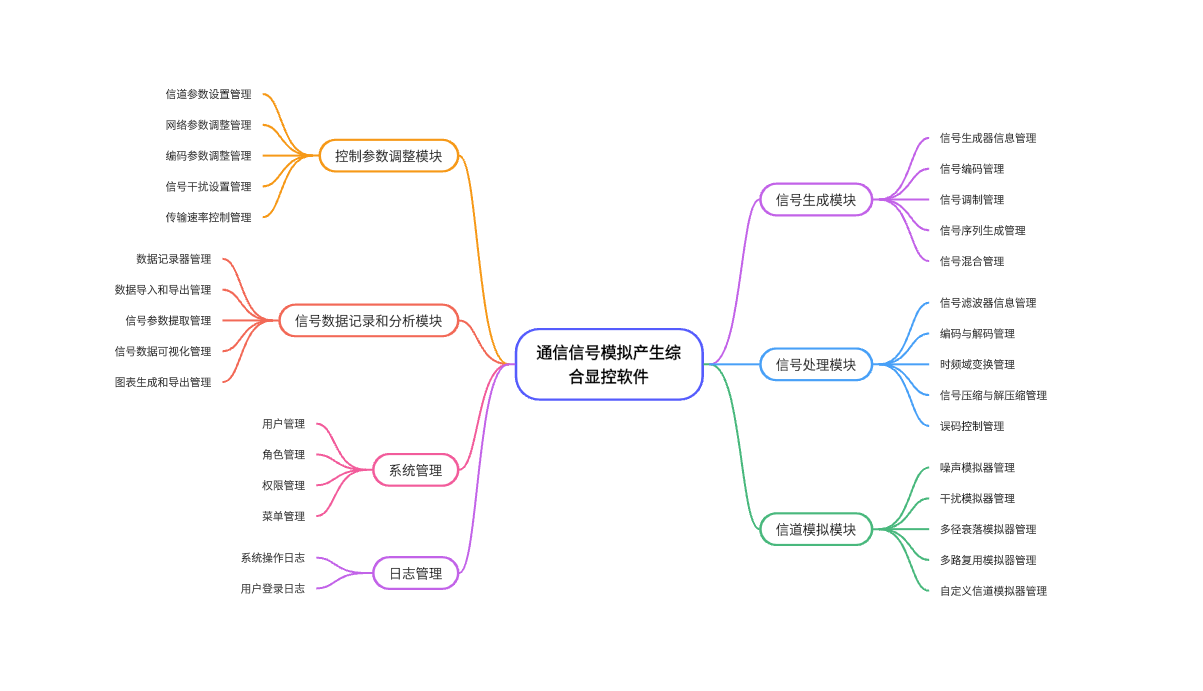 通信信号模拟产生综
合显控软件
信号生成模块
信号生成器信息管理
信号编码管理
信号调制管理
信号序列生成管理
信号混合管理
信号处理模块
信号滤波器信息管理
编码与解码管理
时频域变换管理
信号压缩与解压缩管理
误码控制管理
信道模拟模块
噪声模拟器管理
干扰模拟器管理
多径衰落模拟器管理
多路复用模拟器管理
自定义信道模拟器管理
控制参数调整模块
信道参数设置管理
网络参数调整管理
编码参数调整管理
信号干扰设置管理
传输速率控制管理
信号数据记录和分析模块
数据记录器管理
数据导入和导出管理
信号参数提取管理
信号数据可视化管理
图表生成和导出管理
系统管理
用户管理
角色管理
权限管理
菜单管理
日志管理
系统操作日志
用户登录日志